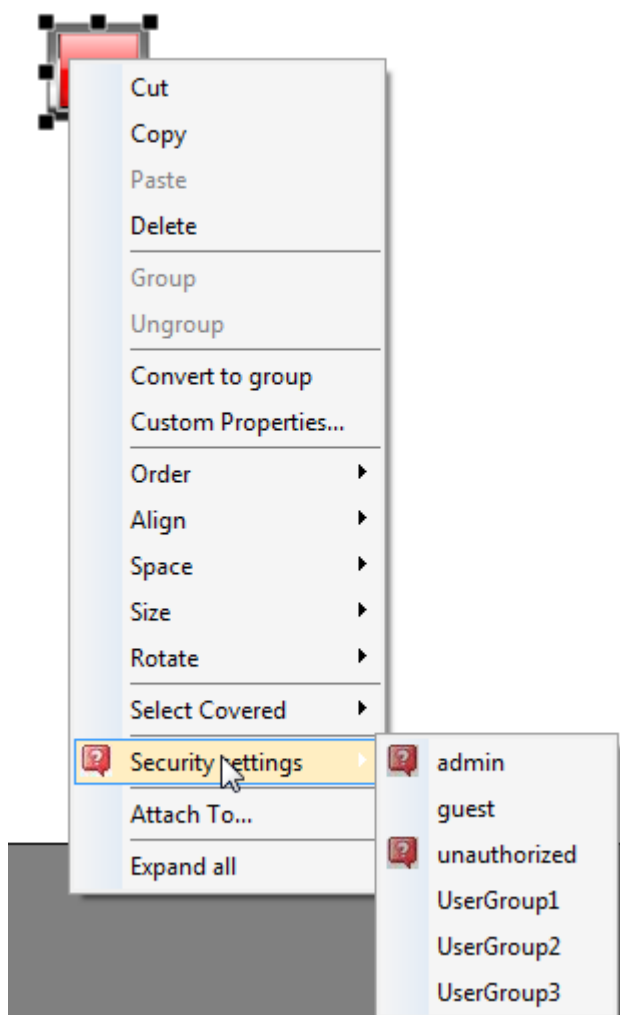 Cut
Copy
Paste
Delete
Group
Ungroup
Convert to group
Custom Properties...
Order
Align
Space
Size
Rotate
Select Covered
Security settings
Attach To...
Expand all
admin
guest
unauthorized
UserGroup1
UserGroup2
UserGroup3